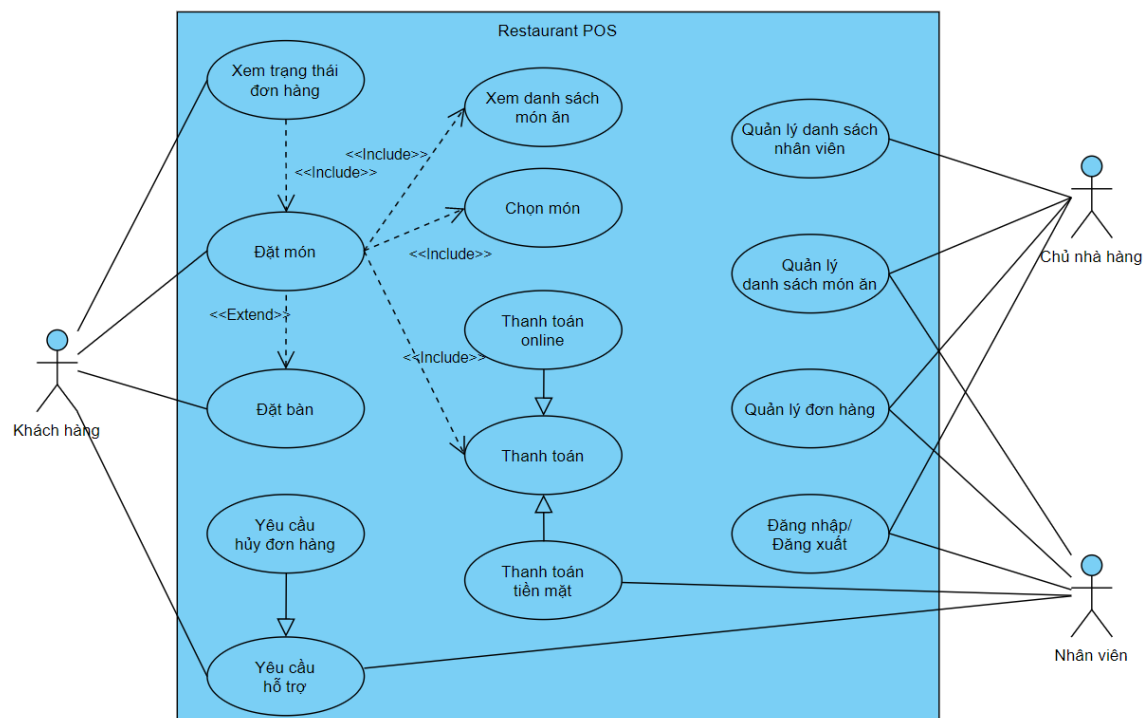 Restaurant POS
Xem trạng thái
đơn hàng
Xem danh sách
món ăn
Quản lý danh sách
nhân viên
<<Include>>
<<Include>>
Chọn món
Đặt món
<<Include>>
Quản lý
danh sách món ăn
Chủ nhà hàng
<<Extend>>
Thanh toán
online
<<Include>>
Đặt bàn
Quản lý đơn hàng
Khách hàng
Thanh toán
Yêu cầu
hủy đơn hàng
Đăng nhập/
Đăng xuất
Thanh toán
tiền mặt
Nhân viên
Yêu cầu
hỗ trợ